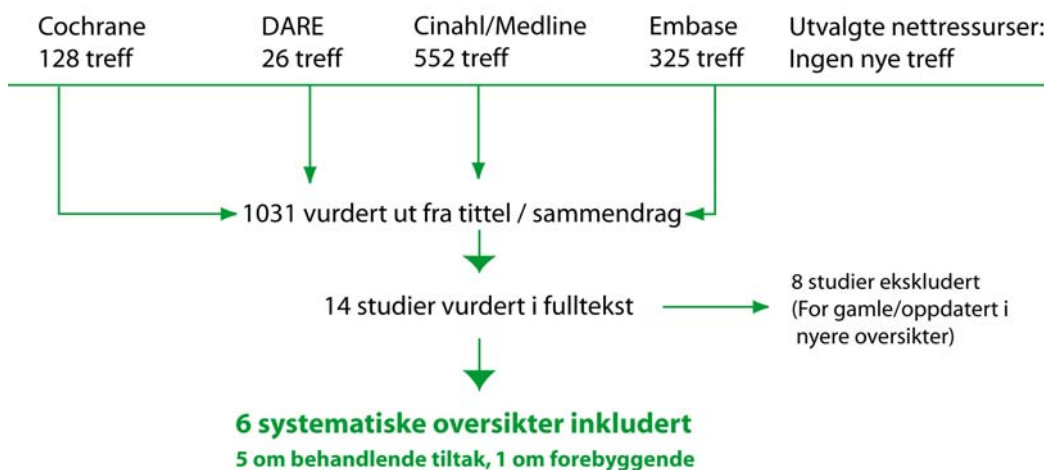 Cochrane
128 treff
DARE
26 treff
Cinahl/Medline
552 treff
Embase
325 treff
Utvalgte nettressurser:
Ingen nye treff
1031 vurdert ut fra tittel / sammendrag
14 studier vurdert i fulltekst
8 studier ekskludert
(For gamle/oppdatert i
nyere oversikter)
6 systematiske oversikter inkludert
5 om behandlende tiltak, 1 om forebyggende